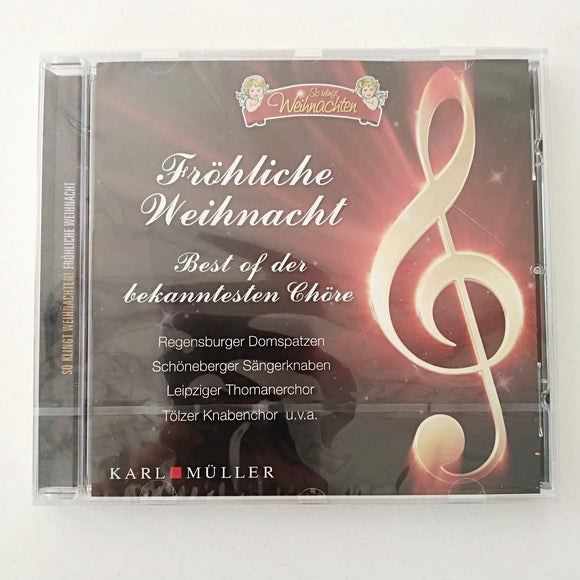 So klingt
Weihnachten
Fröhliche
Weihnacht
Best of der
bekanntesten Chöre
Regensburger Domspatzen
Schöneberger Sängerknaben
Leipziger Thomanerchor
Tölzer Knabenchor u.v.a.
KARL MÜLLER
SO KLINGT WEIHNACHTEN! FRÖHLICHE WEIHNACHT